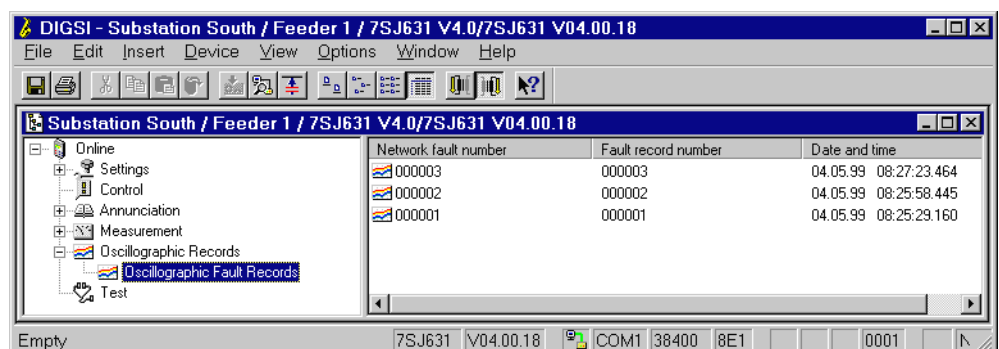 DIGSI - Substation South / Feeder 1 / 7SJ631 V4.0/7SJ631 V04.00.18
File Edit Insert Device View Options Window Help
Substation South / Feeder 1 / 7SJ631 V4.0/7SJ631 V04.00.18
Online
Settings
Control
Annunciation
Measurement
Oscillographic Records
Oscillographic Fault Records
Test
Network fault number Fault record number Date and time
000003 000003 04.05.99 08:27:23.464
000002 000002 04.05.99 08:25:58.445
000001 000001 04.05.99 08:25:29.160
Empty 7SJ631 V04.00.18 COM1 38400 8E1 0001